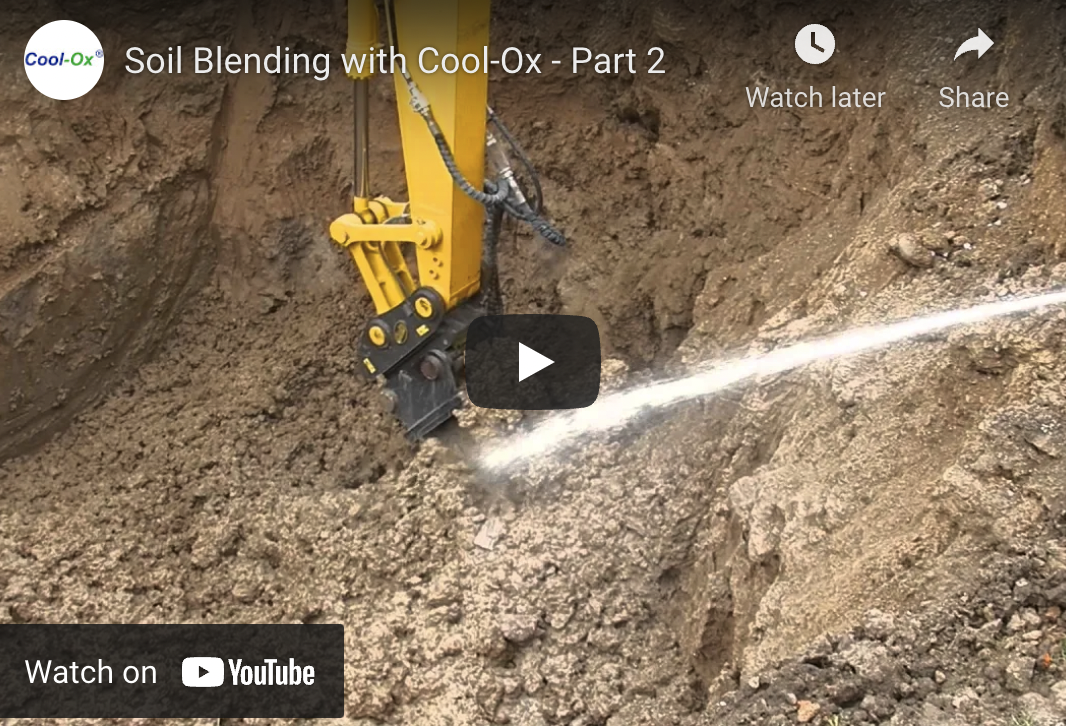 Cool-Ox®
Soil Blending with Cool-Ox - Part 2
Watch later
Share
Watch on YouTube